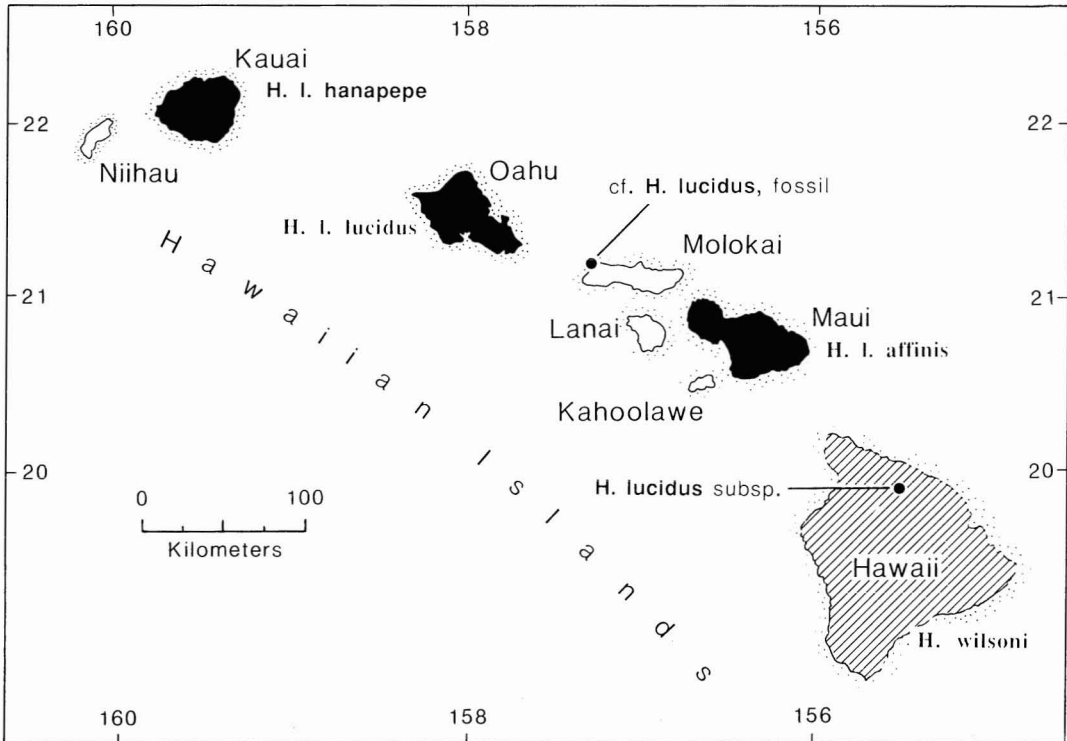 160 158 156
Kauai
H. l. hanapepe
22 22
Niihau
Oahu
cf. H. lucidus, fossil
H. l. lucidus
Molokai
21 21
Lanai
Maui
H. l. affinis
Kahoolawe
Hawaiian Islands
20 20
H. lucidus subsp.
0 100
Kilometers
Hawaii
H. wilsoni
160 158 156